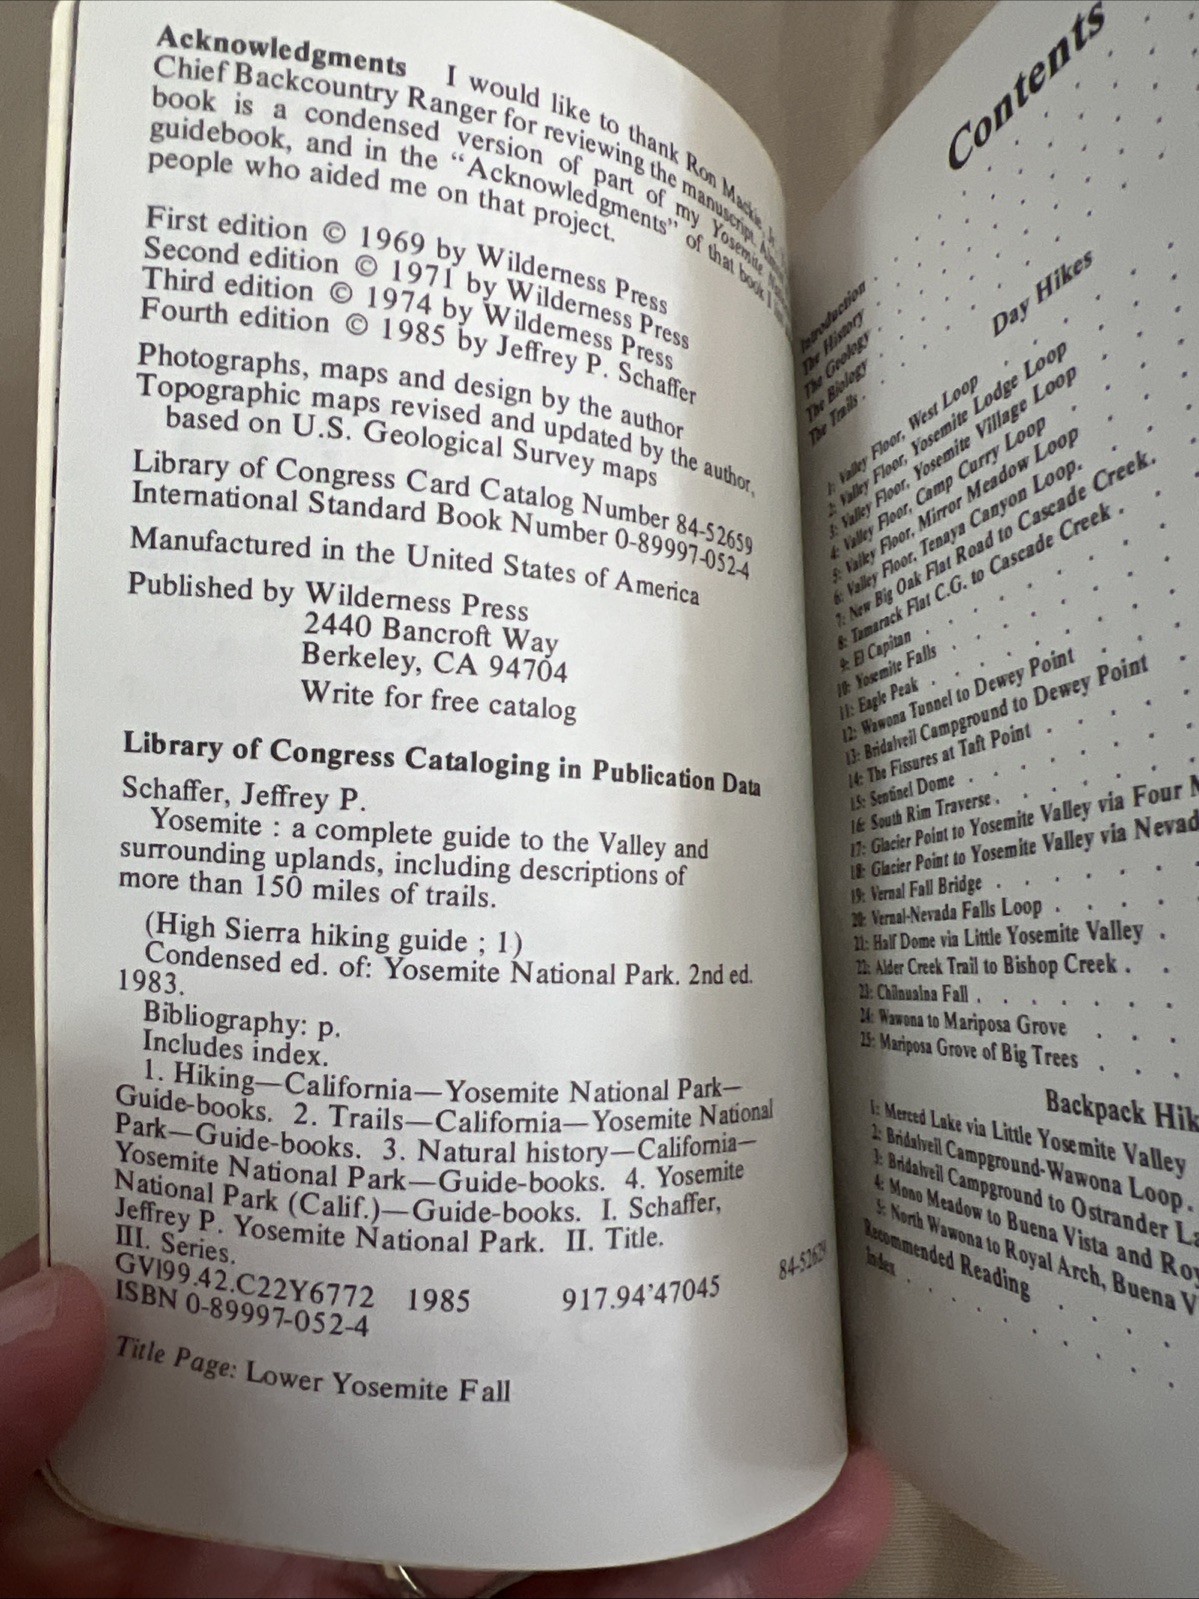 Acknowledgments I would like to thank Ron Mackie, Jr.,
Chief Backcountry Ranger for reviewing the manuscript.
book is a condensed version of part of my Yosemite
guidebook, and in the “Acknowledgments” of that book I
people who aided me on that project.
First edition © 1969 by Wilderness Press
Second edition © 1971 by Wilderness Press
Third edition © 1974 by Wilderness Press
Fourth edition © 1985 by Jeffrey P. Schaffer
Photographs, maps and design by the author
Topographic maps revised and updated by the author,
based on U.S. Geological Survey maps
Library of Congress Card Catalog Number 84-52659
International Standard Book Number 0-89997-052-4
Manufactured in the United States of America
Published by Wilderness Press
2440 Bancroft Way
Berkeley, CA 94704
Write for free catalog
Library of Congress Cataloging in Publication Data
Schaffer, Jeffrey P.
Yosemite : a complete guide to the Valley and
surrounding uplands, including descriptions of
more than 150 miles of trails.
(High Sierra hiking guide ; 1)
Condensed ed. of: Yosemite National Park. 2nd ed.
1983.
Bibliography: p.
Includes index.
1. Hiking—California—Yosemite National Park—
Guide-books. 2. Trails—California—Yosemite National
Park—Guide-books. 3. Natural history—California—
Yosemite National Park—Guide-books. 4. Yosemite
National Park (Calif.)—Guide-books. I. Schaffer,
Jeffrey P. Yosemite National Park. II. Title.
III. Series.
GV199.42.C22Y6772 1985 917.94'47045 84-52629
ISBN 0-89997-052-4
Title Page: Lower Yosemite Fall
Contents
Introduction
The History
The Geology
The Biology
The Trails
Day Hikes
1: Valley Floor, West Loop
2: Valley Floor, Yosemite Lodge Loop
3: Valley Floor, Yosemite Village Loop
4: Valley Floor, Camp Curry Loop
5: Valley Floor, Mirror Meadow Loop
6: Valley Floor, Tenaya Canyon Loop
7: New Big Oak Flat Road to Cascade Creek
8: Tamarack Flat C.G. to Cascade Creek
9: El Capitan
10: Yosemite Falls
11: Eagle Peak
12: Wawona Tunnel to Dewey Point
13: Bridalveil Campground to Dewey Point
14: The Fissures at Taft Point
15: Sentinel Dome
16: South Rim Traverse
17: Glacier Point to Yosemite Valley via Four M
18: Glacier Point to Yosemite Valley via Nevad
19: Vernal Fall Bridge
20: Vernal-Nevada Falls Loop
21: Half Dome via Little Yosemite Valley
22: Alder Creek Trail to Bishop Creek
23: Chilnualna Fall
24: Wawona to Mariposa Grove
25: Mariposa Grove of Big Trees
Backpack Hik
1: Merced Lake via Little Yosemite Valley
2: Bridalveil Campground-Wawona Loop
3: Bridalveil Campground to Ostrander La
4: Mono Meadow to Buena Vista and Roy
5: North Wawona to Royal Arch, Buena V
Recommended Reading
Index